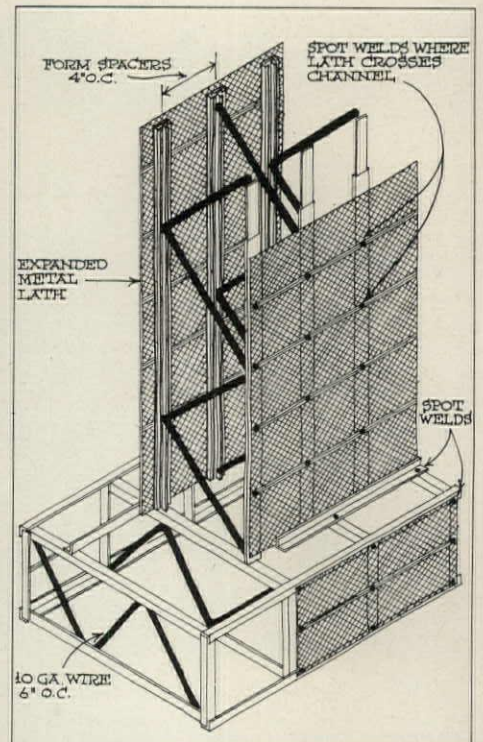 FORM SPACERS
4"O.C.
SPOT WELDS WHERE
LATH CROSSES
CHANNEL
EXPANDED
METAL
LATH
SPOT
WELDS
10 GA. WIRE
6" O.C.